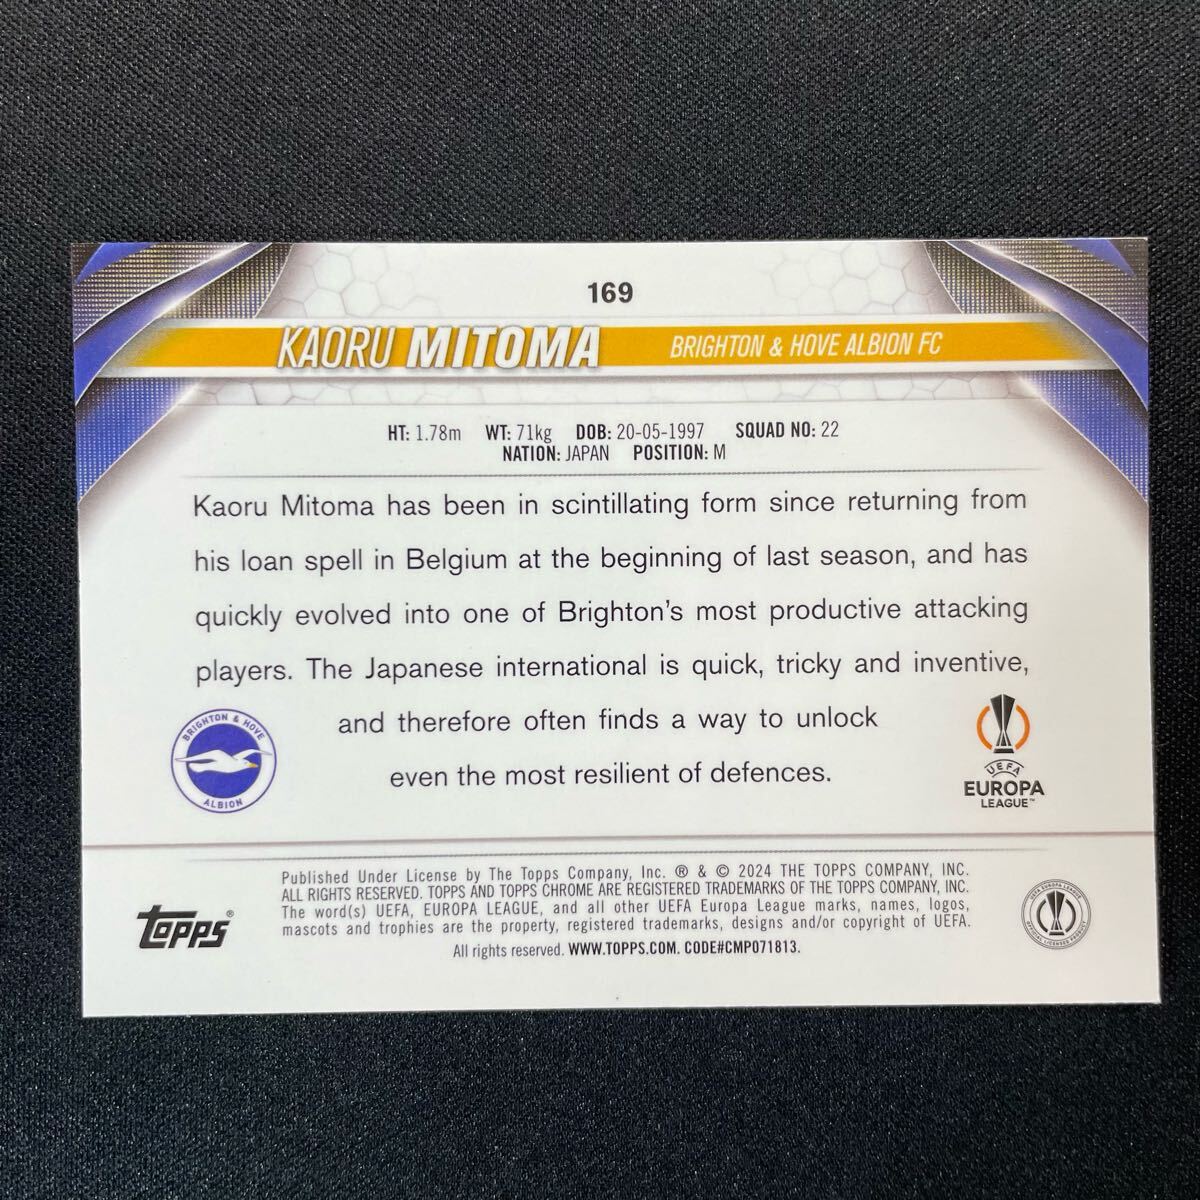 169
KAORU MITOMA BRIGHTON & HOVE ALBION FC
HT: 1.78m WT: 71kg DOB: 20-05-1997 SQUAD NO: 22
NATION: JAPAN POSITION: M
Kaoru Mitoma has been in scintillating form since returning from
his loan spell in Belgium at the beginning of last season, and has
quickly evolved into one of Brighton's most productive attacking
players. The Japanese international is quick, tricky and inventive,
and therefore often finds a way to unlock
even the most resilient of defences.
BRIGHTON & HOVE
ALBION
UEFA
EUROPA
LEAGUE™
Published Under License by The Topps Company, Inc. ® & © 2024 THE TOPPS COMPANY, INC.
ALL RIGHTS RESERVED. TOPPS AND TOPPS CHROME ARE REGISTERED TRADEMARKS OF THE TOPPS COMPANY, INC.
The word(s) UEFA, EUROPA LEAGUE, and all other UEFA Europa League marks, names, logos,
mascots and trophies are the property, registered trademarks, designs and/or copyright of UEFA.
All rights reserved. WWW.TOPPS.COM. CODE#CMP071813.
topps®
UEFA EUROPA LEAGUE
OFFICIAL LICENSED PRODUCT